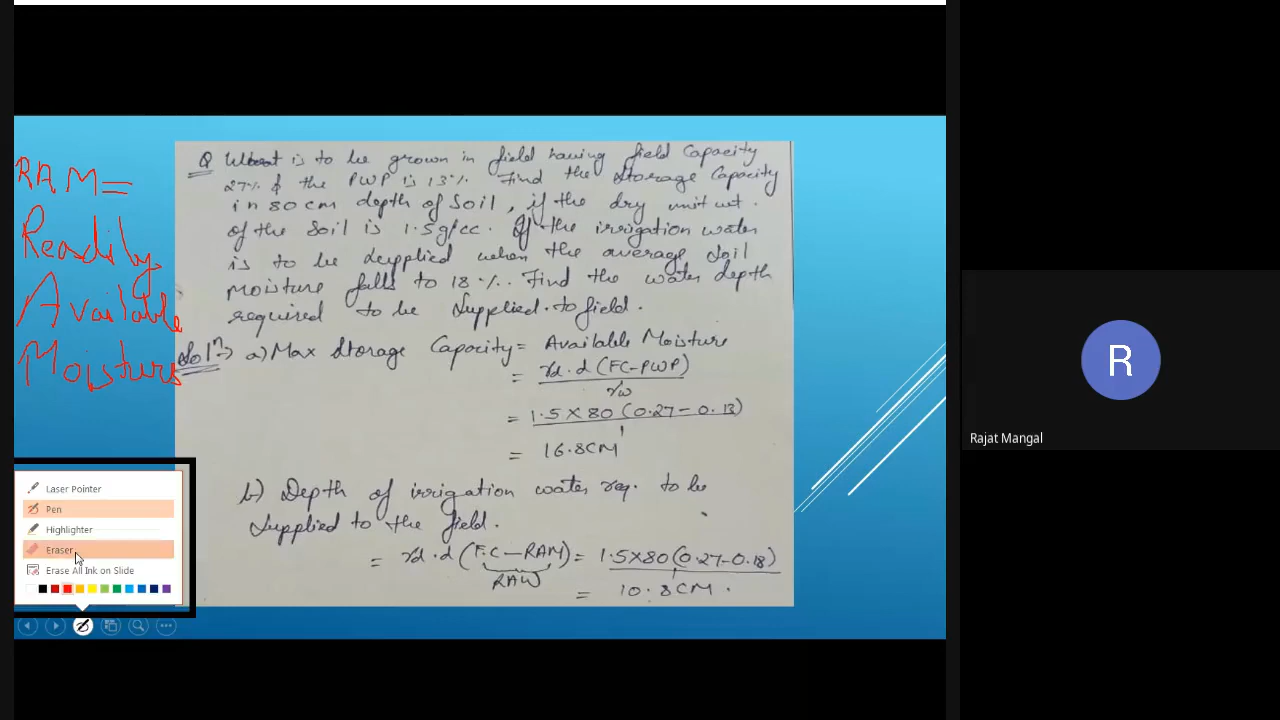 RAM=
Readily
Available
Moisture
Q Wheat is to be grown in field having field Capacity
27% & the PWP is 13%. Find the Storage Capacity
in 80 cm depth of Soil, if the dry unit wt.
of the Soil is 1.5 g/cc. If the irrigation water
is to be supplied when the average Soil
moisture falls to 18%. Find the water depth
required to be Supplied to field.
Solⁿ→ a) Max Storage Capacity = Available Moisture
= γd.d (FC-PWP)
γw
= 1.5 X 80 (0.27 - 0.13)
1
= 16.8CM
b) Depth of irrigation water req. to be
Supplied to the field.
= γd.d (F.C - RAM) = 1.5X80 (0.27-0.18)
RAW 1
= 10.8CM.
Laser Pointer
Pen
Highlighter
Eraser
Erase All Ink on Slide
R
Rajat Mangal